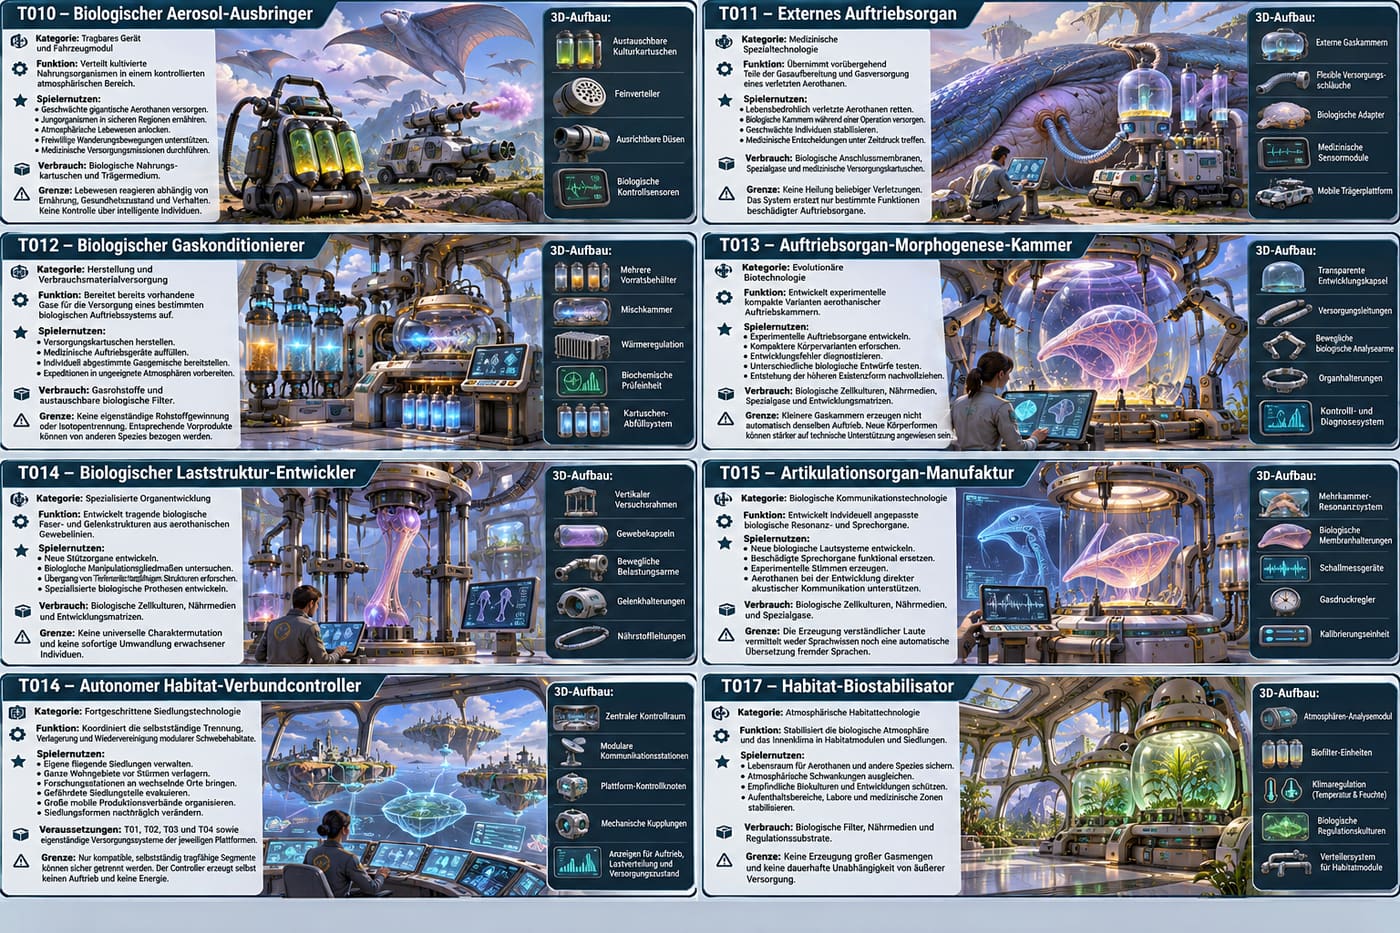 T010 – Biologischer Aerosol-Ausbringer
Kategorie: Tragbares Gerät
und Fahrzeugmodul
Funktion: Verteilt kultivierte
Nahrungsorganismen in einem kontrollierten
atmosphärischen Bereich.
Spielernutzen:
• Geschwächte gigantische Aerothanen versorgen.
• Jungorganismen in sicheren Regionen ernähren.
• Atmosphärische Lebewesen anlocken.
• Freiwillige Wanderungsbewegungen unterstützen.
• Medizinische Versorgungsmissionen durchführen.
Verbrauch: Biologische Nahrungs-
kartuschen und Trägermedium.
Grenze: Lebewesen reagieren abhängig von
Ernährung, Gesundheitszustand und Verhalten.
Keine Kontrolle über intelligente Individuen.
3D-Aufbau:
Austauschbare
Kulturkartuschen
Feinverteiler
Ausrichtbare Düsen
Biologische
Kontrollsensoren
T011 – Externes Auftriebsorgan
Kategorie: Medizinische
Spezialtechnologie
Funktion: Übernimmt vorübergehend
Teile der Gasaufbereitung und Gasversorgung
eines verletzten Aerothanen.
Spielernutzen:
• Lebensbedrohlich verletzte Aerothanen retten.
• Biologische Kammern während einer Operation versorgen.
• Geschwächte Individuen stabilisieren.
• Medizinische Entscheidungen unter Zeitdruck treffen.
Verbrauch: Biologische Anschlussmembranen,
Spezialgase und medizinische Versorgungskartuschen.
Grenze: Keine Heilung beliebiger Verletzungen.
Das System ersetzt nur bestimmte Funktionen
beschädigter Auftriebsorgane.
3D-Aufbau:
Externe Gaskammern
Flexible Versorgungs-
schläuche
Biologische Adapter
Medizinische
Sensormodule
Mobile Trägerplattform
T012 – Biologischer Gaskonditionierer
Kategorie: Herstellung und
Verbrauchsmaterialversorgung
Funktion: Bereitet bereits vorhandene
Gase für die Versorgung eines bestimmten
biologischen Auftriebssystems auf.
Spielernutzen:
• Versorgungskartuschen herstellen.
• Medizinische Auftriebsgeräte auffüllen.
• Individuell abgestimmte Gasgemische bereitstellen.
• Expeditionen in ungeeignete Atmosphären vorbereiten.
Verbrauch: Gasrohstoffe und
austauschbare biologische Filter.
Grenze: Keine eigenständige Rohstoffgewinnung
oder Isotopentrennung. Entsprechende Vorprodukte
können von anderen Spezies bezogen werden.
3D-Aufbau:
Mehrere
Vorratsbehälter
Mischkammer
Wärmeregulation
Biochemische
Prüfeinheit
Kartuschen-
Abfüllsystem
T013 – Auftriebsorgan-Morphogenese-Kammer
Kategorie: Evolutionäre
Biotechnologie
Funktion: Entwickelt experimentelle
kompakte Varianten aerothanischer
Auftriebskammern.
Spielernutzen:
• Experimentelle Auftriebsorgane entwickeln.
• Kompaktere Körpervarianten erforschen.
• Entwicklungsfehler diagnostizieren.
• Unterschiedliche biologische Entwürfe testen.
• Entstehung der höheren Existenzform nachvollziehen.
Verbrauch: Biologische Zellkulturen, Nährmedien,
Spezialgase und Entwicklungsmatrizen.
Grenze: Kleinere Gaskammern erzeugen nicht
automatisch denselben Auftrieb. Neue Körperformen
können stärker auf technische Unterstützung angewiesen sein.
3D-Aufbau:
Transparente
Entwicklungskapsel
Versorgungsleitungen
Bewegliche
biologische Analysearme
Organhalterungen
Kontroll- und
Diagnosesystem
T014 – Biologischer Laststruktur-Entwickler
Kategorie: Spezialisierte Organentwicklung
Funktion: Entwickelt tragende biologische
Faser- und Gelenkstrukturen aus aerothanischen
Gewebelinien.
Spielernutzen:
• Neue Stützorgane entwickeln.
• Biologische Manipulationsgliedmaßen untersuchen.
• Übergang von Strukturen erforschen.
• Spezialisierte biologische Prothesen entwickeln.
Verbrauch: Biologische Zellkulturen, Nährmedien
und Entwicklungsmatrizen.
Grenze: Keine universelle Charaktermutation
und keine sofortige Umwandlung erwachsener
Individuen.
3D-Aufbau:
Vertikaler
Versuchsrahmen
Gewebekapseln
Bewegliche
Belastungsarme
Gelenkhalterungen
Nährstoffleitungen
T015 – Artikulationsorgan-Manufaktur
Kategorie: Biologische Kommunikationstechnologie
Funktion: Entwickelt Individuell angepasste
biologische Resonanz- und Sprechorgane.
Spielernutzen:
• Neue biologische Lautsysteme entwickeln.
• Beschädigte Sprechorgane funktional ersetzen.
• Experimentelle Stimmen erzeugen.
• Aerothanen bei der Entwicklung direkter
akustischer Kommunikation unterstützen.
Verbrauch: Biologische Zellkulturen, Nährmedien,
und Spezialgase.
Grenze: Die Erzeugung verständlicher Laute
vermittelt weder Sprachwissen noch eine automatische
Übersetzung fremder Sprachen.
3D-Aufbau:
Mehrkammer-
Resonanzsystem
Biologische
Membranhalterungen
Schallmessgeräte
Gasdruckregler
Kalibrierungseinheit
T014 – Autonomer Habitat-Verbundcontroller
Kategorie: Fortgeschrittene Siedlungstechnologie
Funktion: Koordiniert die selbstständige Trennung,
Verlagerung und Wiedervereinigung modularer Schwebehabitate.
Spielernutzen:
• Eigene fliegende Siedlungen verwalten.
• Ganze Wohngebiete vor Stürmen verlagern.
• Forschungsstationen an wechselnde Orte bringen.
• Gefährdete Siedlungsteile evakuieren.
• Große mobile Produktionsverbände organisieren.
• Siedlungsformen nachträglich verändern.
Veraussetzungen: T01, T02, T03 und T04 sowie
eigenständige Versorgungssysteme der jeweiligen Plattformen.
Grenze: Nur kompatible, selbstständig tragfähige Segmente
können sicher getrennt werden. Der Controller erzeugt selbst
keinen Auftrieb und keine Energie.
3D-Aufbau:
Zentraler Kontrollraum
Modulare
Kommunikationsstationen
Plattform-Kontrollknoten
Mechanische Kupplungen
Anzeigen für Auftrieb,
Lastverteilung und
Versorgungszustand
T017 – Habitat-Biostabilisator
Kategorie: Atmosphärische Habitattechnologie
Funktion: Stabilisiert die biologische Atmosphäre
und das Innenklima in Habitatmodulen und Siedlungen.
Spielernutzen:
• Lebensraum für Aerothanen und andere Spezies sichern.
• Atmosphärische Schwankungen ausgleichen.
• Empfindliche Biokulturen und Entwicklungen schützen.
• Aufenthaltsbereiche, Labore und medizinische Zonen
stabilisieren.
Verbrauch: Biologische Filter, Nährmedien und
Regulationssubstrate.
Grenze: Keine Erzeugung großer Gasmengen
und keine dauerhafte Unabhängigkeit von äußerer
Versorgung.
3D-Aufbau:
Atmosphären-Analysemodul
Biofilter-Einheiten
Klimaregulation
(Temperatur & Feuchte)
Biologische
Regulationskulturen
Verteilersystem
für Habitatmodule